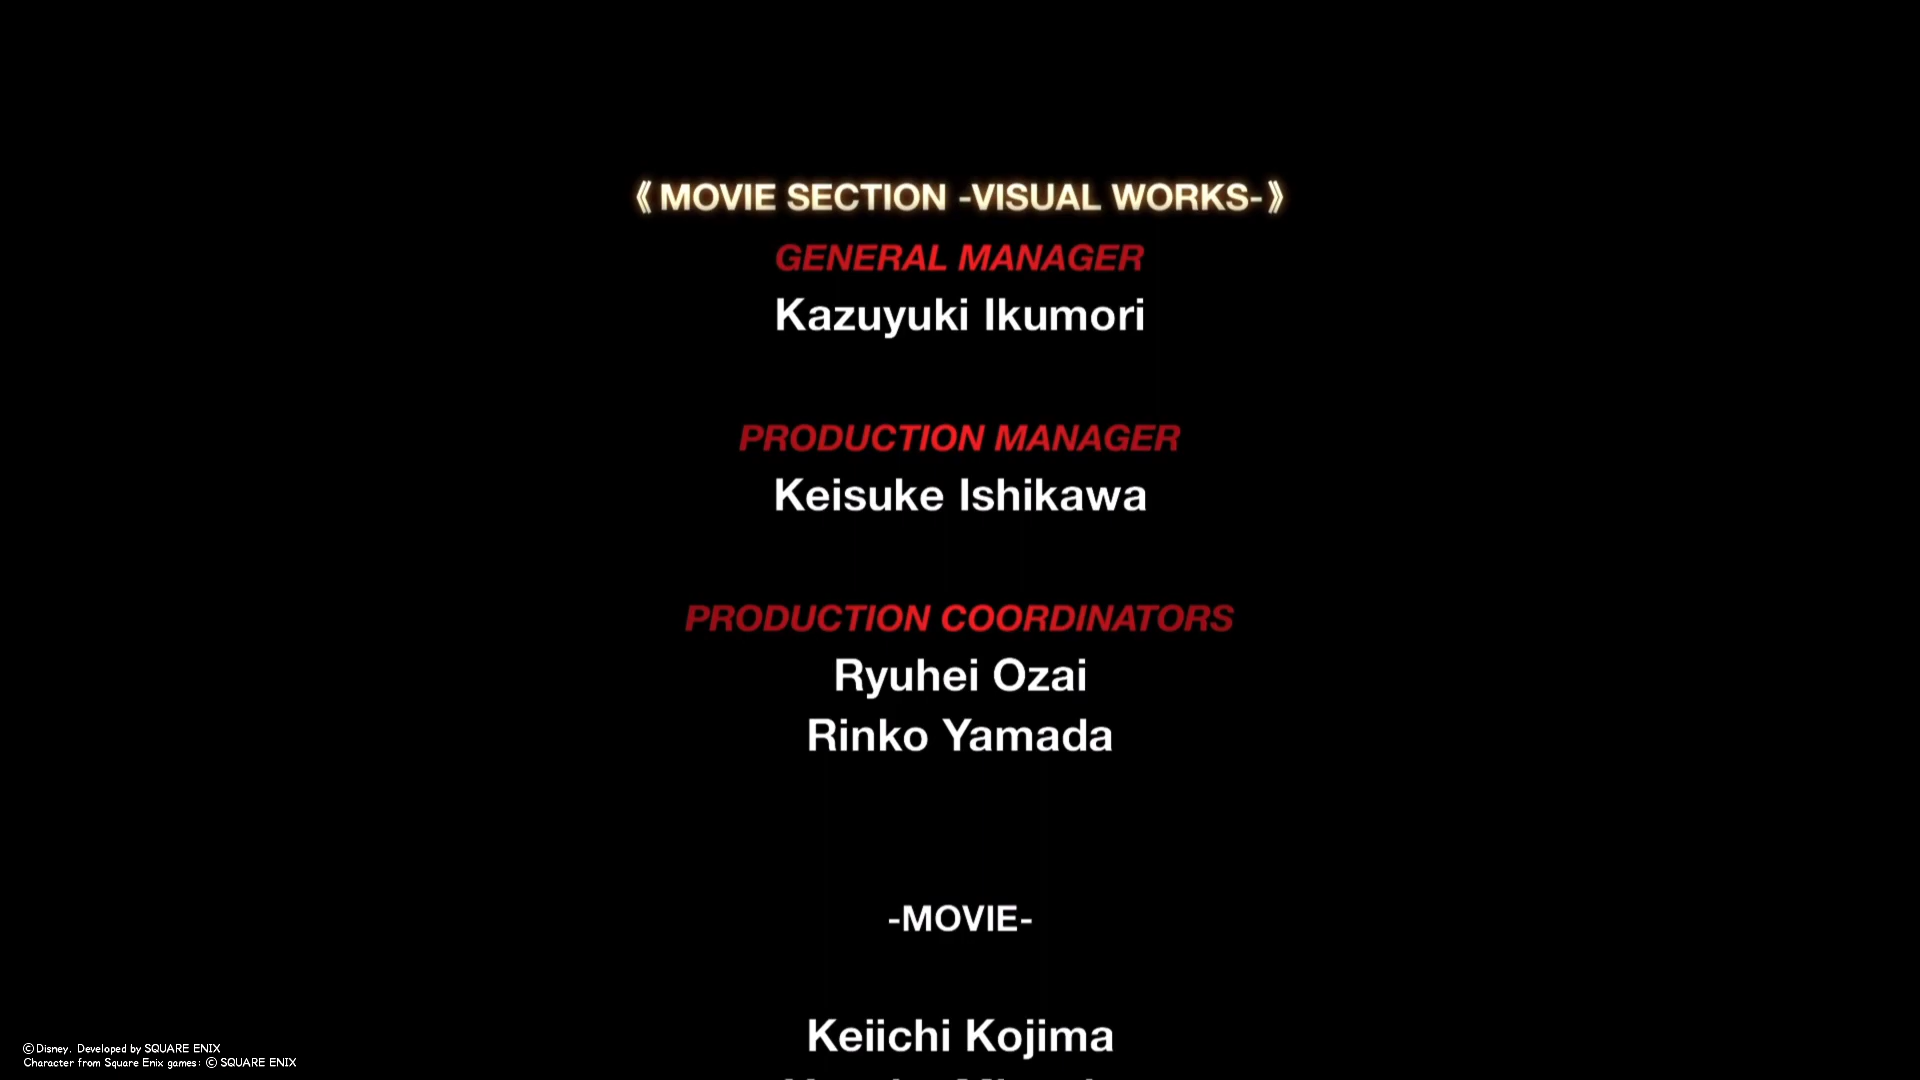 《MOVIE SECTION -VISUAL WORKS-》
GENERAL MANAGER
Kazuyuki Ikumori
PRODUCTION MANAGER
Keisuke Ishikawa
PRODUCTION COORDINATORS
Ryuhei Ozai
Rinko Yamada
-MOVIE-
Keiichi Kojima
©Disney. Developed by SQUARE ENIX
Character from Square Enix games: © SQUARE ENIX